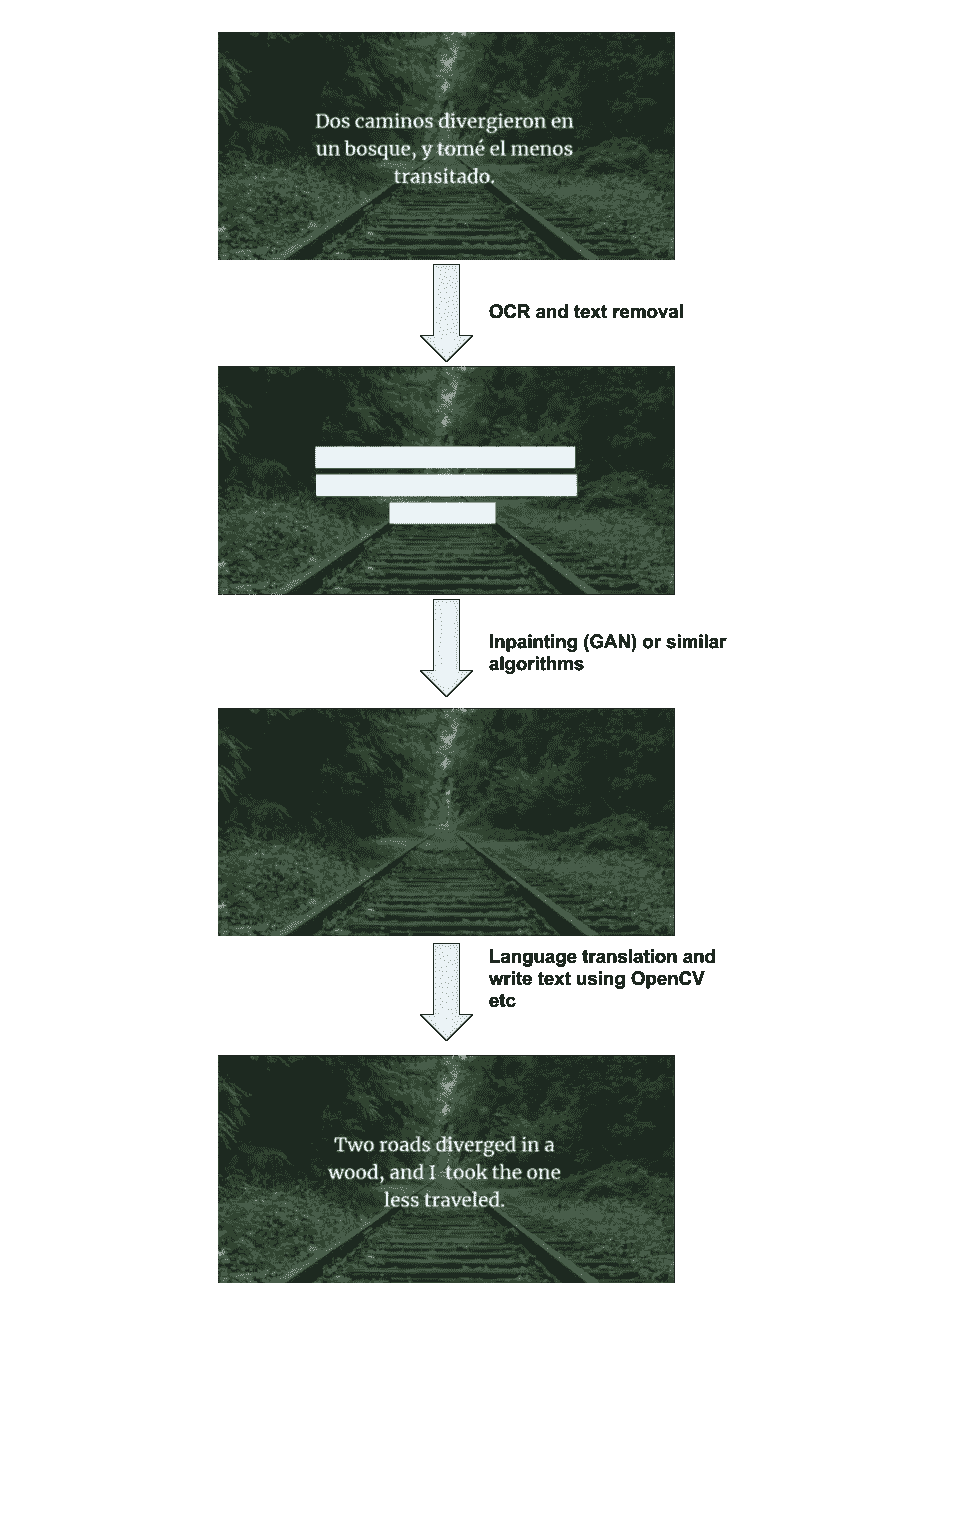 Dos caminos divergieron en
un bosque, y tomé el menos
transitado.
OCR and text removal
Inpainting (GAN) or similar
algorithms
Language translation and
write text using OpenCV
etc
Two roads diverged in a
wood, and I took the one
less traveled.